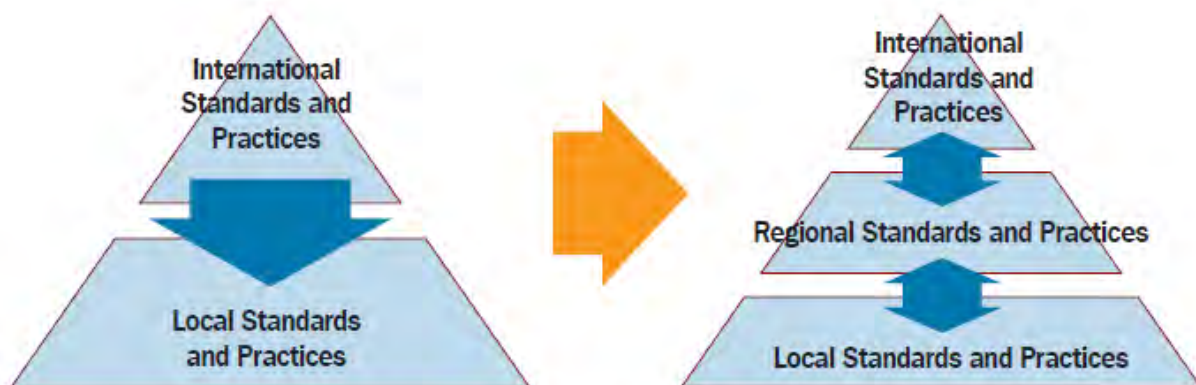 International
Standards and
Practices
Local Standards
and Practices
International
Standards and
Practices
Regional Standards and Practices
Local Standards and Practices